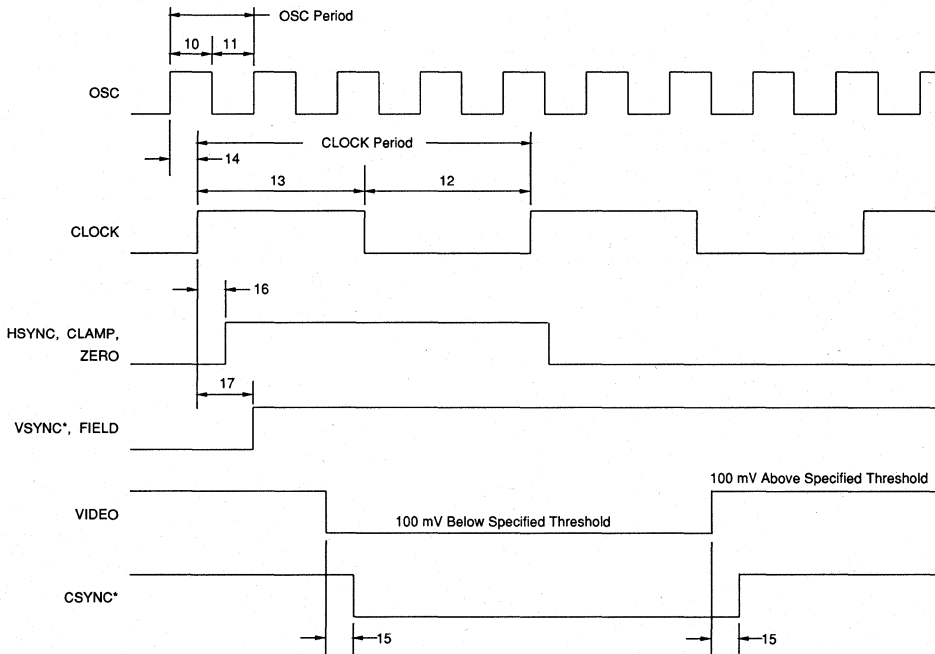 OSC Period
10 11
OSC
CLOCK Period
14
13 12
CLOCK
16
HSYNC, CLAMP,
ZERO
17
VSYNC*, FIELD
100 mV Above Specified Threshold
VIDEO
100 mV Below Specified Threshold
CSYNC*
15 15